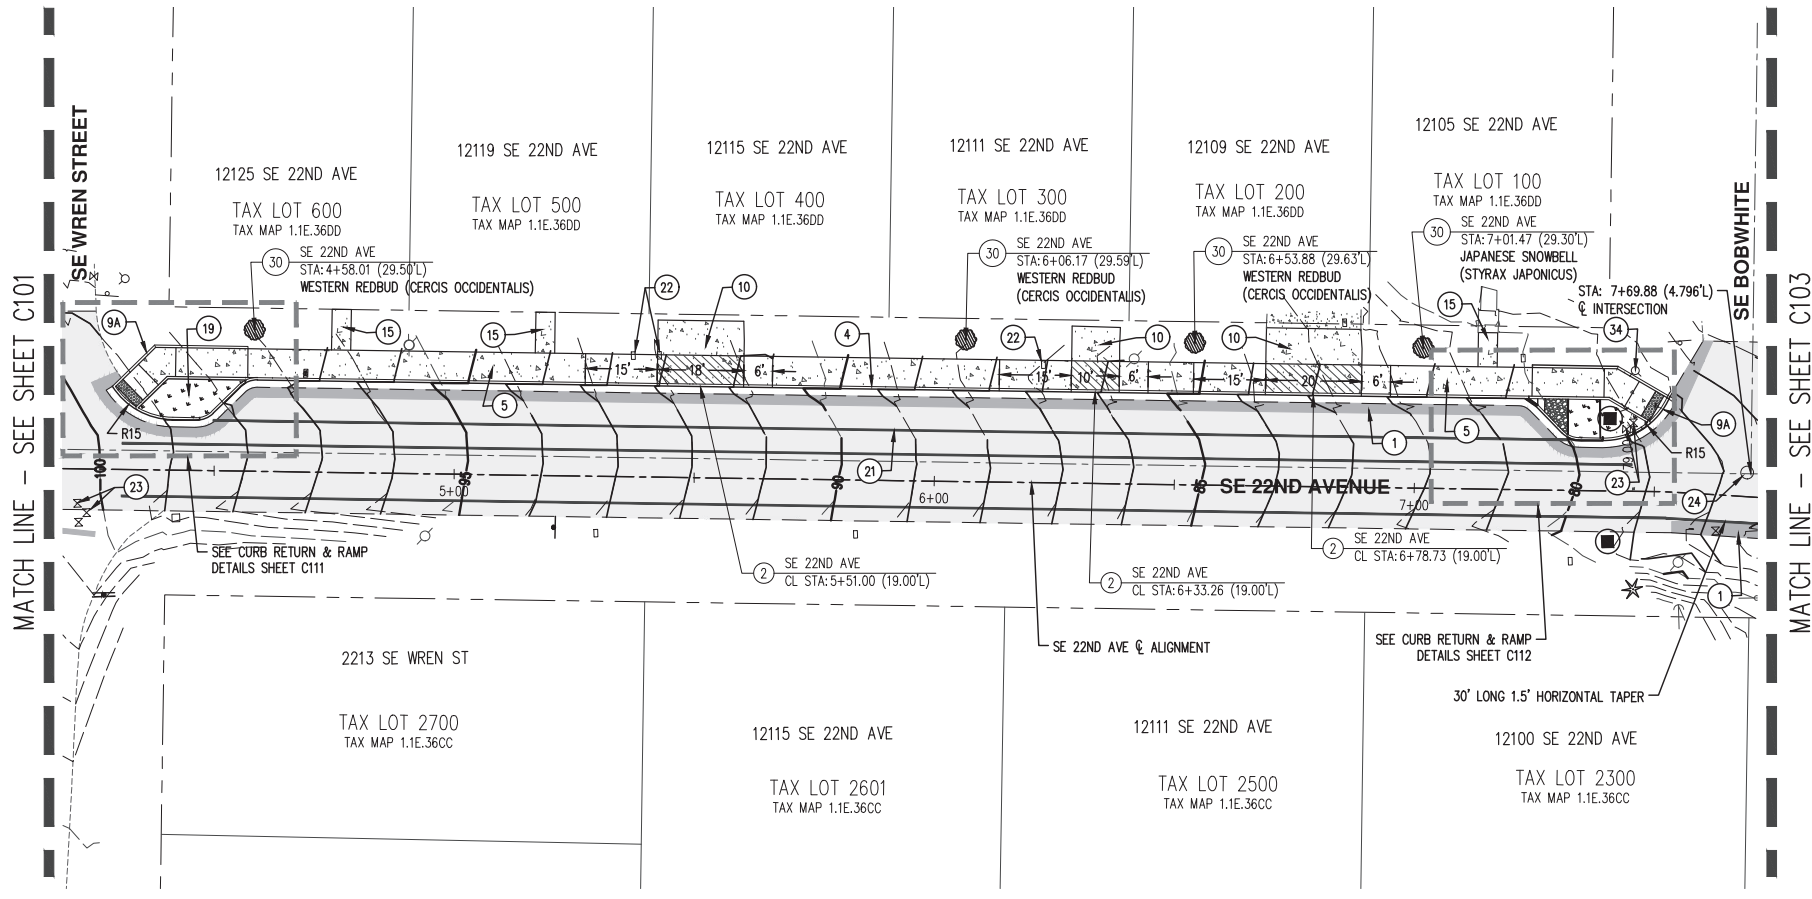 MATCH LINE - SEE SHEET C101
SE WREN STREET
12125 SE 22ND AVE
TAX LOT 600
TAX MAP 1.1E.36DD
30
SE 22ND AVE
STA: 4+58.01 (29.50'L)
WESTERN REDBUD (CERCIS OCCIDENTALIS)
12119 SE 22ND AVE
TAX LOT 500
TAX MAP 1.1E.36DD
12115 SE 22ND AVE
TAX LOT 400
TAX MAP 1.1E.36DD
12111 SE 22ND AVE
TAX LOT 300
TAX MAP 1.1E.36DD
30
SE 22ND AVE
STA: 6+06.17 (29.59'L)
WESTERN REDBUD
(CERCIS OCCIDENTALIS)
12109 SE 22ND AVE
TAX LOT 200
TAX MAP 1.1E.36DD
30
SE 22ND AVE
STA: 6+53.88 (29.63'L)
WESTERN REDBUD
(CERCIS OCCIDENTALIS)
12105 SE 22ND AVE
TAX LOT 100
TAX MAP 1.1E.36DD
30
SE 22ND AVE
STA: 7+01.47 (29.30'L)
JAPANESE SNOWBELL
(STYRAX JAPONICUS)
STA: 7+69.88 (4.796'L)
℄ INTERSECTION
SE BOBWHITE
MATCH LINE - SEE SHEET C103
9A
19
15
15
22
10
4
22
10
10
15
34
15'
18'
6'
15'
10'
6'
15'
20'
6'
5
R15
1
5
9A
R15
21
23
100
95
5+00
90
6+00
85
SE 22ND AVENUE
7+00
80
23
24
23
SEE CURB RETURN & RAMP
DETAILS SHEET C111
2
SE 22ND AVE
CL STA: 5+51.00 (19.00'L)
2
SE 22ND AVE
CL STA: 6+33.26 (19.00'L)
2
SE 22ND AVE
CL STA: 6+78.73 (19.00'L)
1
SE 22ND AVE ℄ ALIGNMENT
SEE CURB RETURN & RAMP
DETAILS SHEET C112
30' LONG 1.5' HORIZONTAL TAPER
2213 SE WREN ST
TAX LOT 2700
TAX MAP 1.1E.36CC
12115 SE 22ND AVE
TAX LOT 2601
TAX MAP 1.1E.36CC
12111 SE 22ND AVE
TAX LOT 2500
TAX MAP 1.1E.36CC
12100 SE 22ND AVE
TAX LOT 2300
TAX MAP 1.1E.36CC